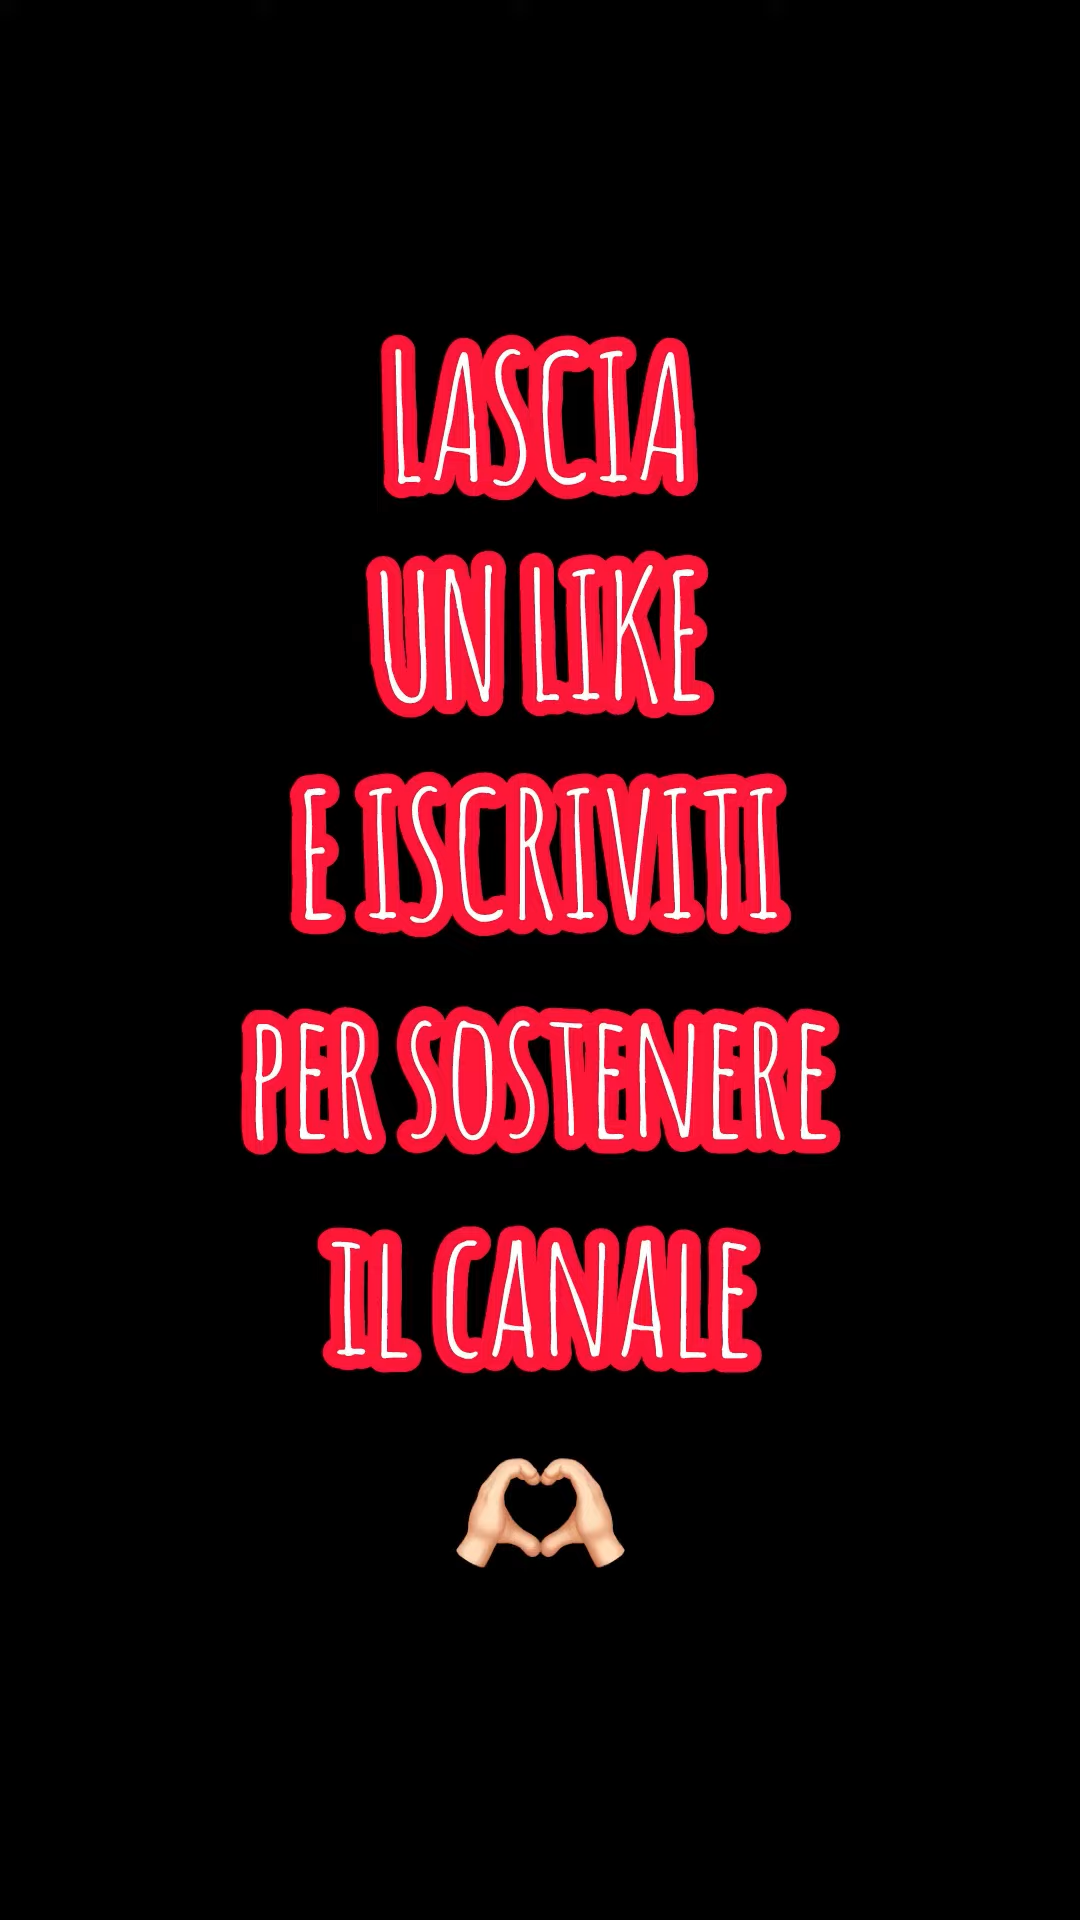 LASCIA
UN LIKE
E ISCRIVITI
PER SOSTENERE
IL CANALE
🫶🏻